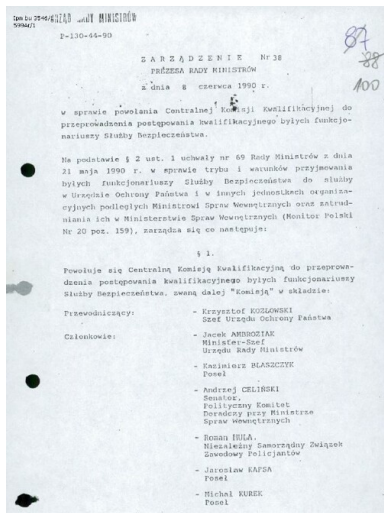 URZĄD RADY MINISTRÓW
P-130-44-90
87
88
100
ZARZĄDZENIE Nr 38
PREZESA RADY MINISTRÓW
z dnia 8 czerwca 1990 r.
w sprawie powołania Centralnej Komisji Kwalifikacyjnej do
przeprowadzenia postępowania kwalifikacyjnego byłych funkcjo-
nariuszy Służby Bezpieczeństwa.
Na podstawie § 2 ust. 1 uchwały nr 69 Rady Ministrów z dnia
21 maja 1990 r. w sprawie trybu i warunków przyjmowania
byłych funkcjonariuszy Służby Bezpieczeństwa do służby
w Urzędzie Ochrony Państwa i w innych jednostkach organiza-
cyjnych podległych Ministrowi Spraw Wewnętrznych oraz zatrud-
niania ich w Ministerstwie Spraw Wewnętrznych (Monitor Polski
Nr 20 poz. 159), zarządza się co następuje:
§ 1.
Powołuje się Centralną Komisję Kwalifikacyjną do przeprowa-
dzenia postępowania kwalifikacyjnego byłych funkcjonariuszy
Służby Bezpieczeństwa, zwaną dalej "Komisją" w składzie:
Przewodniczący: - Krzysztof KOZŁOWSKI
Szef Urzędu Ochrony Państwa
Członkowie: - Jacek AMBROZIAK
Minister-Szef
Urzędu Rady Ministrów
- Kazimierz BLASZCZYK
Poseł
- Andrzej CELIŃSKI
Senator,
Polityczny Komitet
Doradczy przy Ministrze
Spraw Wewnętrznych
- Roman HULA,
Niezależny Samorządny Związek
Zawodowy Policjantów
- Jarosław KAPSA
Poseł
- Michał KUREK
Poseł